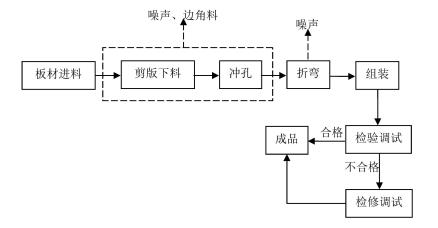 噪声、边角料
噪声
板材进料
剪版下料
冲孔
折弯
组装
成品
合格
检验调试
不合格
检修调试